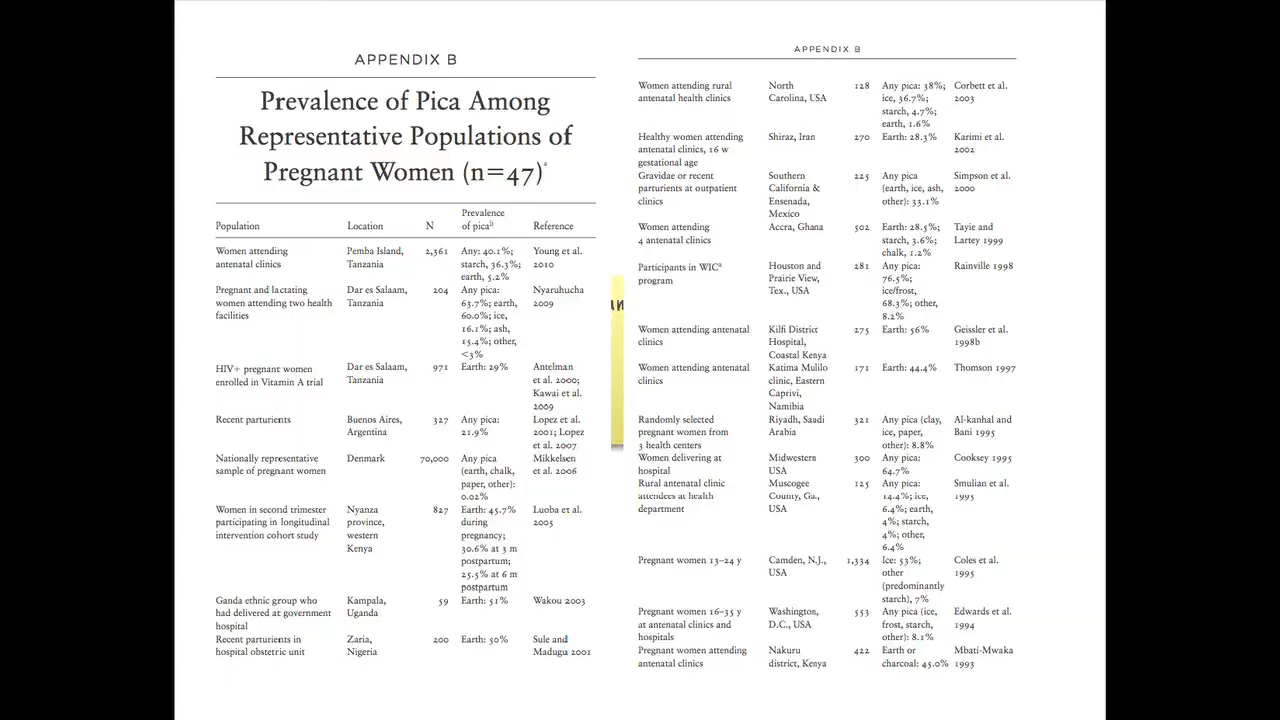 APPENDIX B
Prevalence of Pica Among
Representative Populations of
Pregnant Women (n=47)ª
Population Location N Prevalence of picaᵇ Reference
Women attending Pemba Island, 2,361 Any: 40.1%; Young et al.
antenatal clinics Tanzania starch, 36.3%; 2010
earth, 5.2%
Pregnant and lactating Dar es Salaam, 204 Any pica: Nyaruhucha
women attending two health Tanzania 63.7%; earth, 2009
facilities 60.0%; ice,
16.1%; ash,
15.4%; other,
<3%
HIV+ pregnant women Dar es Salaam, 971 Earth: 29% Antelman
enrolled in Vitamin A trial Tanzania et al. 2000;
Kawai et al.
2009
Recent parturients Buenos Aires, 327 Any pica: Lopez et al.
Argentina 21.9% 2001; Lopez
et al. 2007
Nationally representative Denmark 70,000 Any pica Mikkelsen
sample of pregnant women (earth, chalk, et al. 2006
paper, other):
0.02%
Women in second trimester Nyanza 827 Earth: 45.7% Luoba et al.
participating in longitudinal province, during 2005
intervention cohort study western pregnancy;
Kenya 30.6% at 3 m
postpartum;
25.5% at 6 m
postpartum
Ganda ethnic group who Kampala, 59 Earth: 51% Wakou 2003
had delivered at government Uganda
hospital
Recent parturients in Zaria, 200 Earth: 50% Sule and
hospital obstetric unit Nigeria Madugu 2001
APPENDIX B
Women attending rural North 128 Any pica: 38%; Corbett et al.
antenatal health clinics Carolina, USA ice, 36.7%; 2003
starch, 4.7%;
earth, 1.6%
Healthy women attending Shiraz, Iran 270 Earth: 28.3% Karimi et al.
antenatal clinics, 16 w 2002
gestational age
Gravidae or recent Southern 225 Any pica Simpson et al.
parturients at outpatient California & (earth, ice, ash, 2000
clinics Ensenada, other): 33.1%
Mexico
Women attending Accra, Ghana 502 Earth: 28.5%; Tayie and
4 antenatal clinics starch, 3.6%; Lartey 1999
chalk, 1.2%
Participants in WICª Houston and 281 Any pica: Rainville 1998
program Prairie View, 76.5%;
Tex., USA ice/frost,
68.3%; other,
8.2%
Women attending antenatal Kilfi District 275 Earth: 56% Geissler et al.
clinics Hospital, 1998b
Coastal Kenya
Women attending antenatal Katima Mulilo 171 Earth: 44.4% Thomson 1997
clinics clinic, Eastern
Caprivi,
Namibia
Randomly selected Riyadh, Saudi 321 Any pica (clay, Al-kanhal and
pregnant women from Arabia ice, paper, Bani 1995
3 health centers other): 8.8%
Women delivering at Midwestern 300 Any pica: Cooksey 1995
hospital USA 64.7%
Rural antenatal clinic Muscogee 125 Any pica: Smulian et al.
attendees at health County, Ga., 14.4%; ice, 1995
department USA 6.4%; earth,
4%; starch,
4%; other,
6.4%
Pregnant women 13–24 y Camden, N.J., 1,334 Ice: 53%; Coles et al.
USA other 1995
(predominantly
starch), 7%
Pregnant women 16–35 y Washington, 553 Any pica (ice, Edwards et al.
at antenatal clinics and D.C., USA frost, starch, 1994
hospitals other): 8.1%
Pregnant women attending Nakuru 422 Earth or Mbati-Mwaka
antenatal clinics district, Kenya charcoal: 45.0% 1993